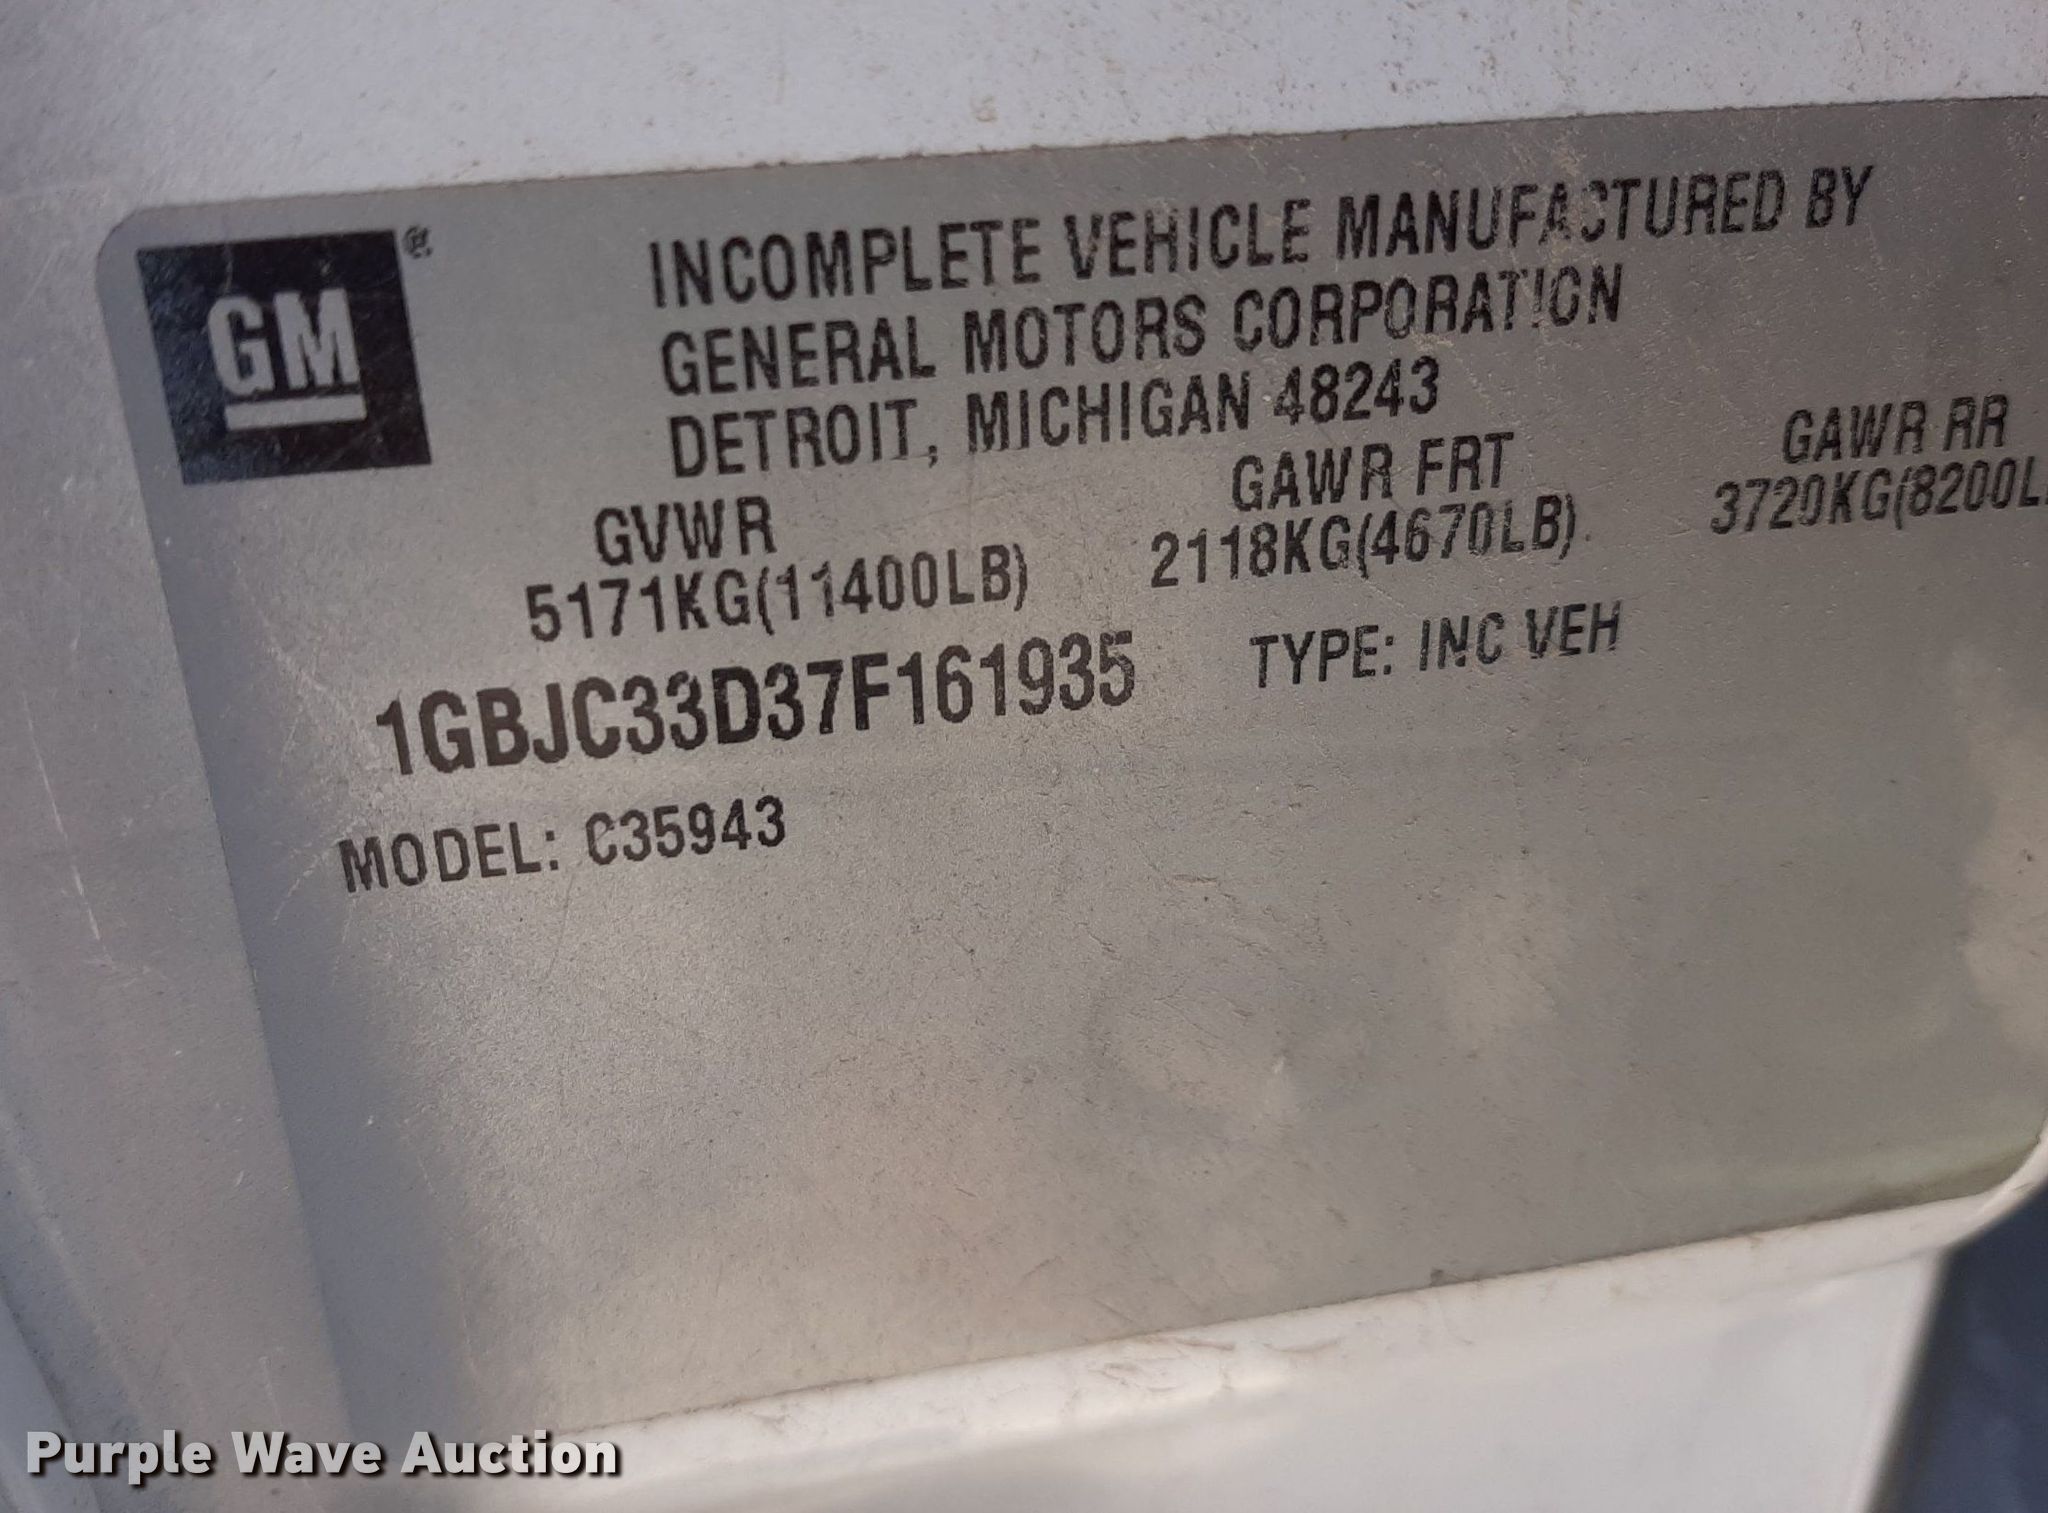 GM®
INCOMPLETE VEHICLE MANUFACTURED BY
GENERAL MOTORS CORPORATION
DETROIT, MICHIGAN 48243
GVWR GAWR FRT GAWR RR
5171KG(11400LB) 2118KG(4670LB) 3720KG(8200L
1GBJC33D37F161935 TYPE: INC VEH
MODEL: C35943
Purple Wave Auction